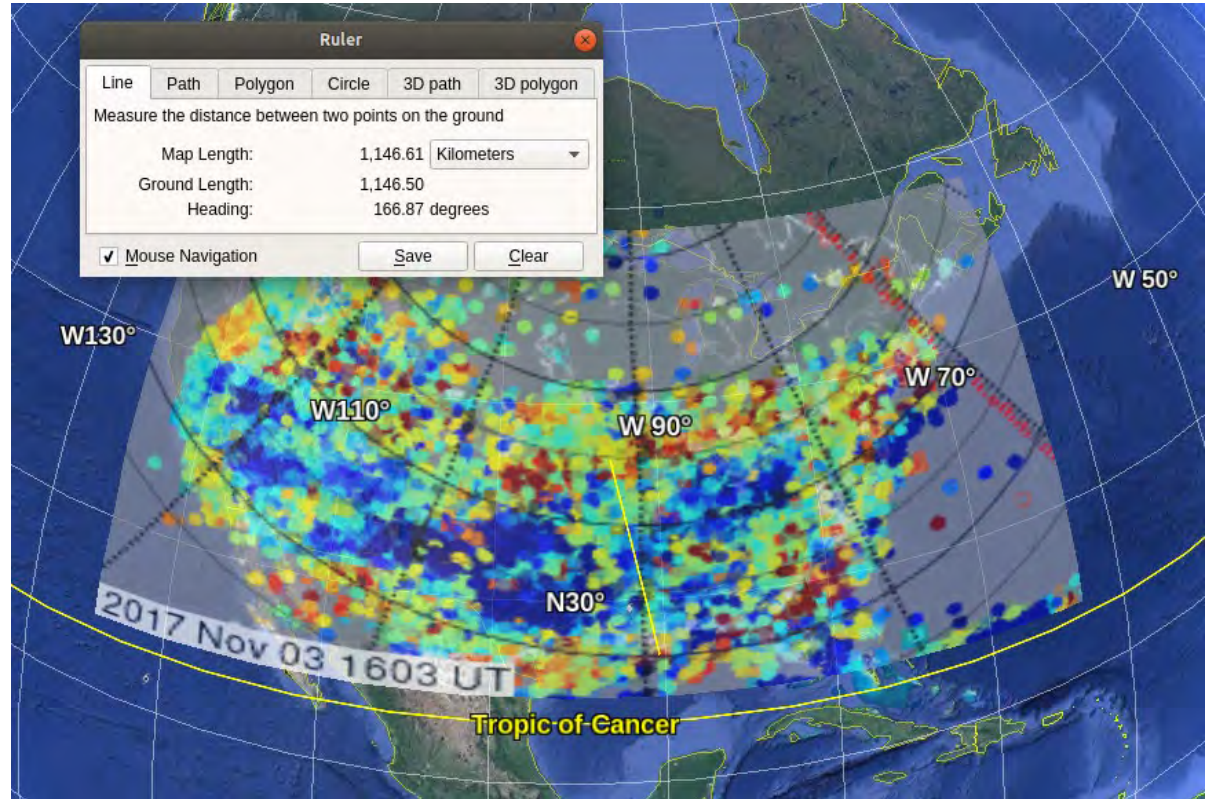 Ruler
Line Path Polygon Circle 3D path 3D polygon
Measure the distance between two points on the ground
Map Length: 1,146.61 Kilometers
Ground Length: 1,146.50
Heading: 166.87 degrees
Mouse Navigation Save Clear
W 50°
W130°
W 70°
W110°
W 90°
N30°
2017 Nov 03 1603 UT
Tropic of Cancer